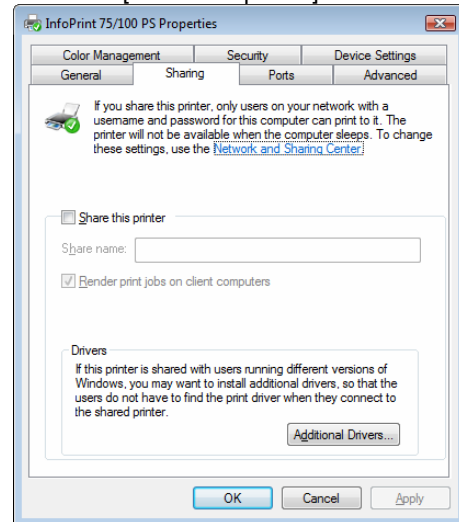 InfoPrint 75/100 PS Properties
Color Management Security Device Settings
General Sharing Ports Advanced
If you share this printer, only users on your network with a
username and password for this computer can print to it. The
printer will not be available when the computer sleeps. To change
these settings, use the Network and Sharing Center.
Share this printer
Share name:
Render print jobs on client computers
Drivers
If this printer is shared with users running different versions of
Windows, you may want to install additional drivers, so that the
users do not have to find the print driver when they connect to
the shared printer.
Additional Drivers...
OK Cancel Apply